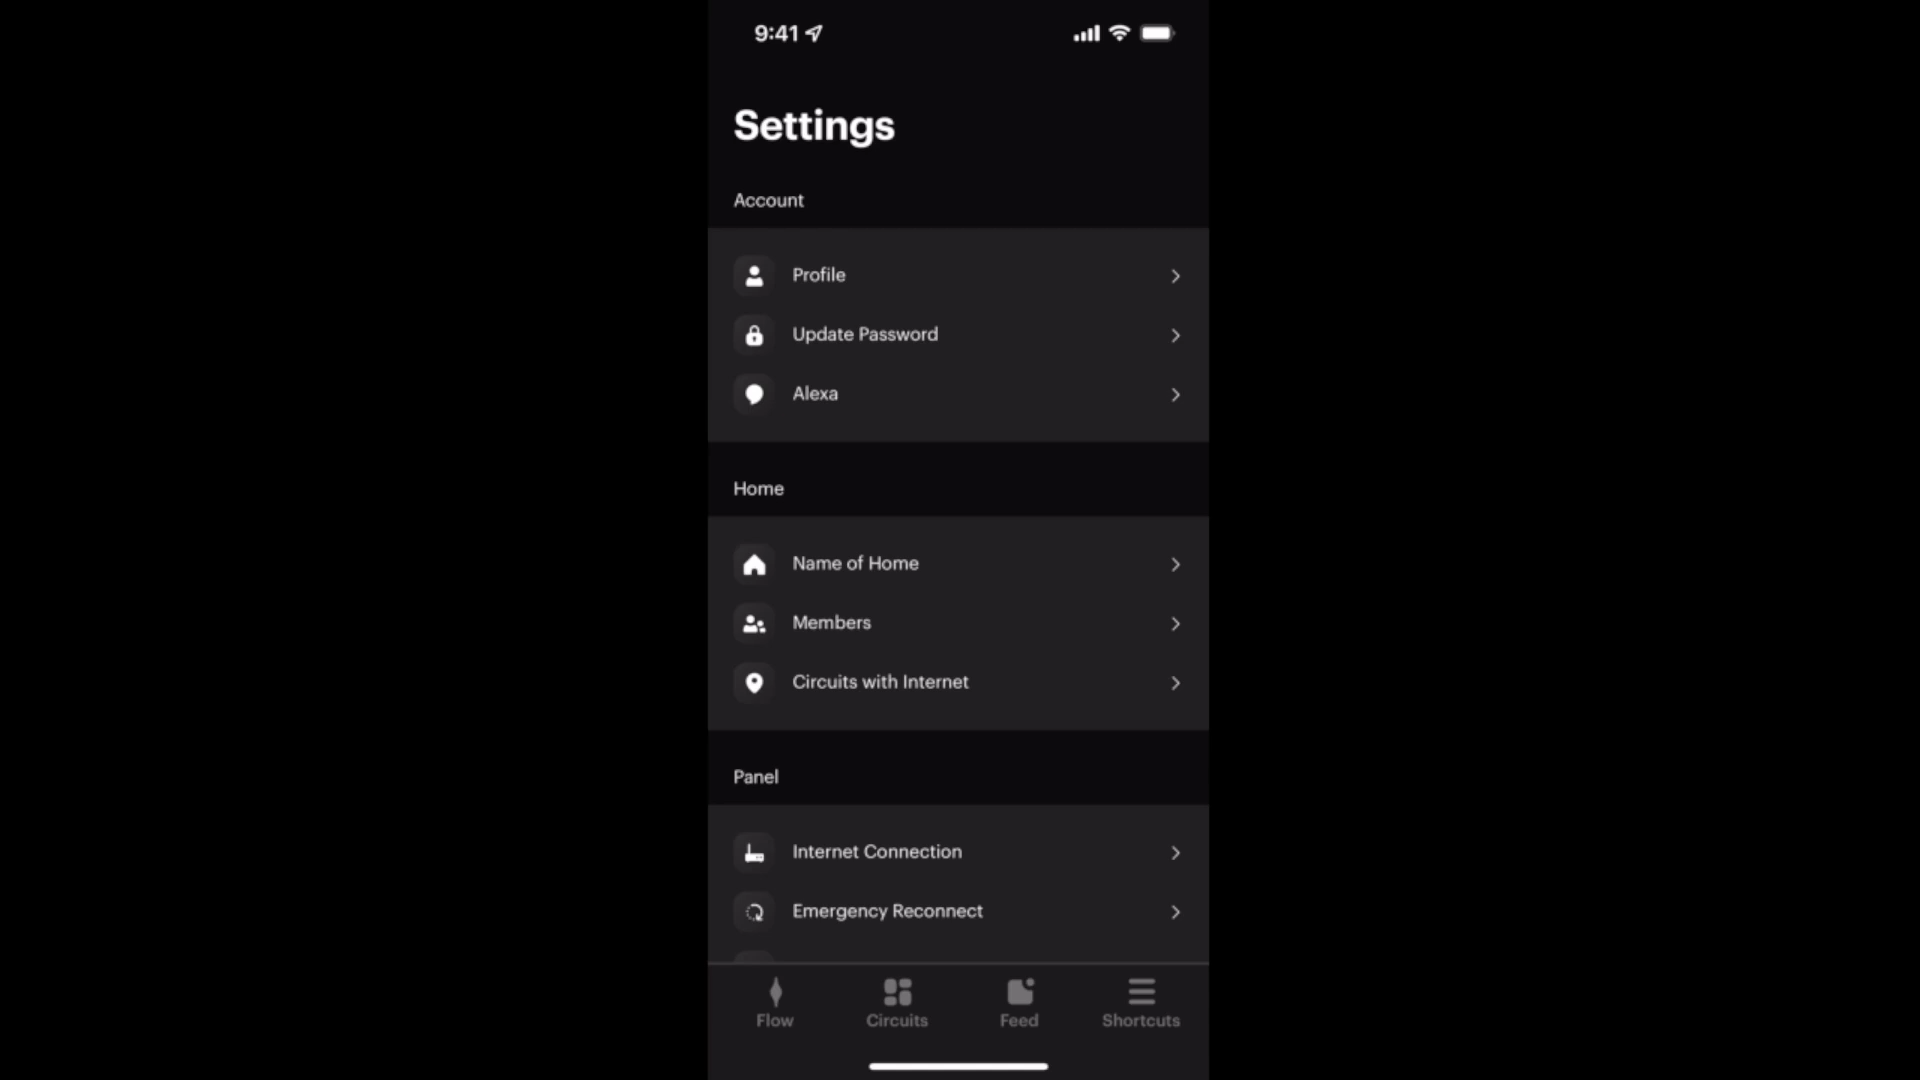 9:41
Settings
Account
Profile
Update Password
Alexa
Home
Name of Home
Members
Circuits with Internet
Panel
Internet Connection
Emergency Reconnect
Flow
Circuits
Feed
Shortcuts